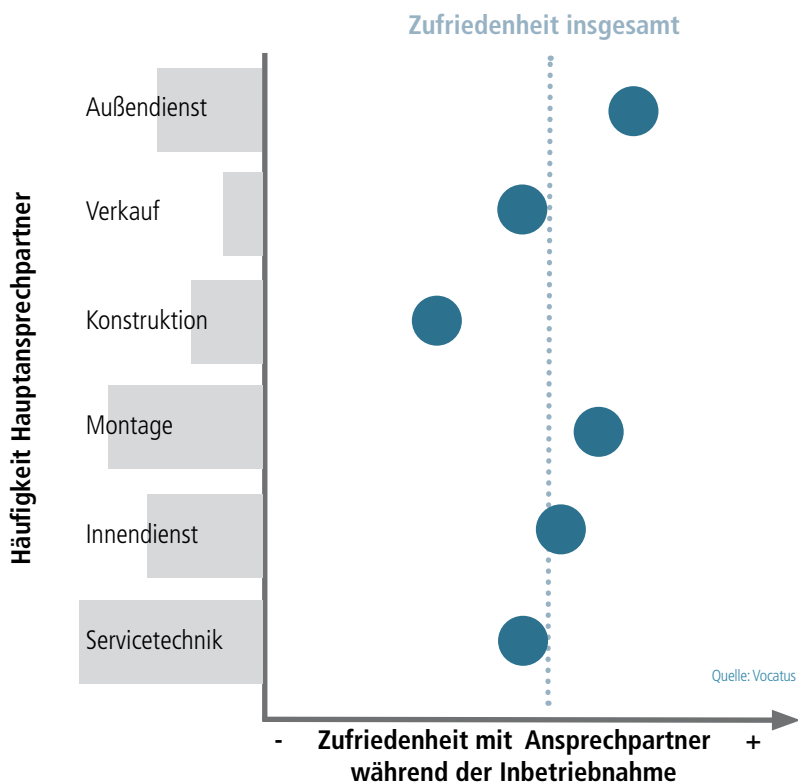 Zufriedenheit insgesamt
Häufigkeit Hauptansprechpartner
Außendienst
Verkauf
Konstruktion
Montage
Innendienst
Servicetechnik
Quelle: Vocatus
- Zufriedenheit mit Ansprechpartner +
während der Inbetriebnahme